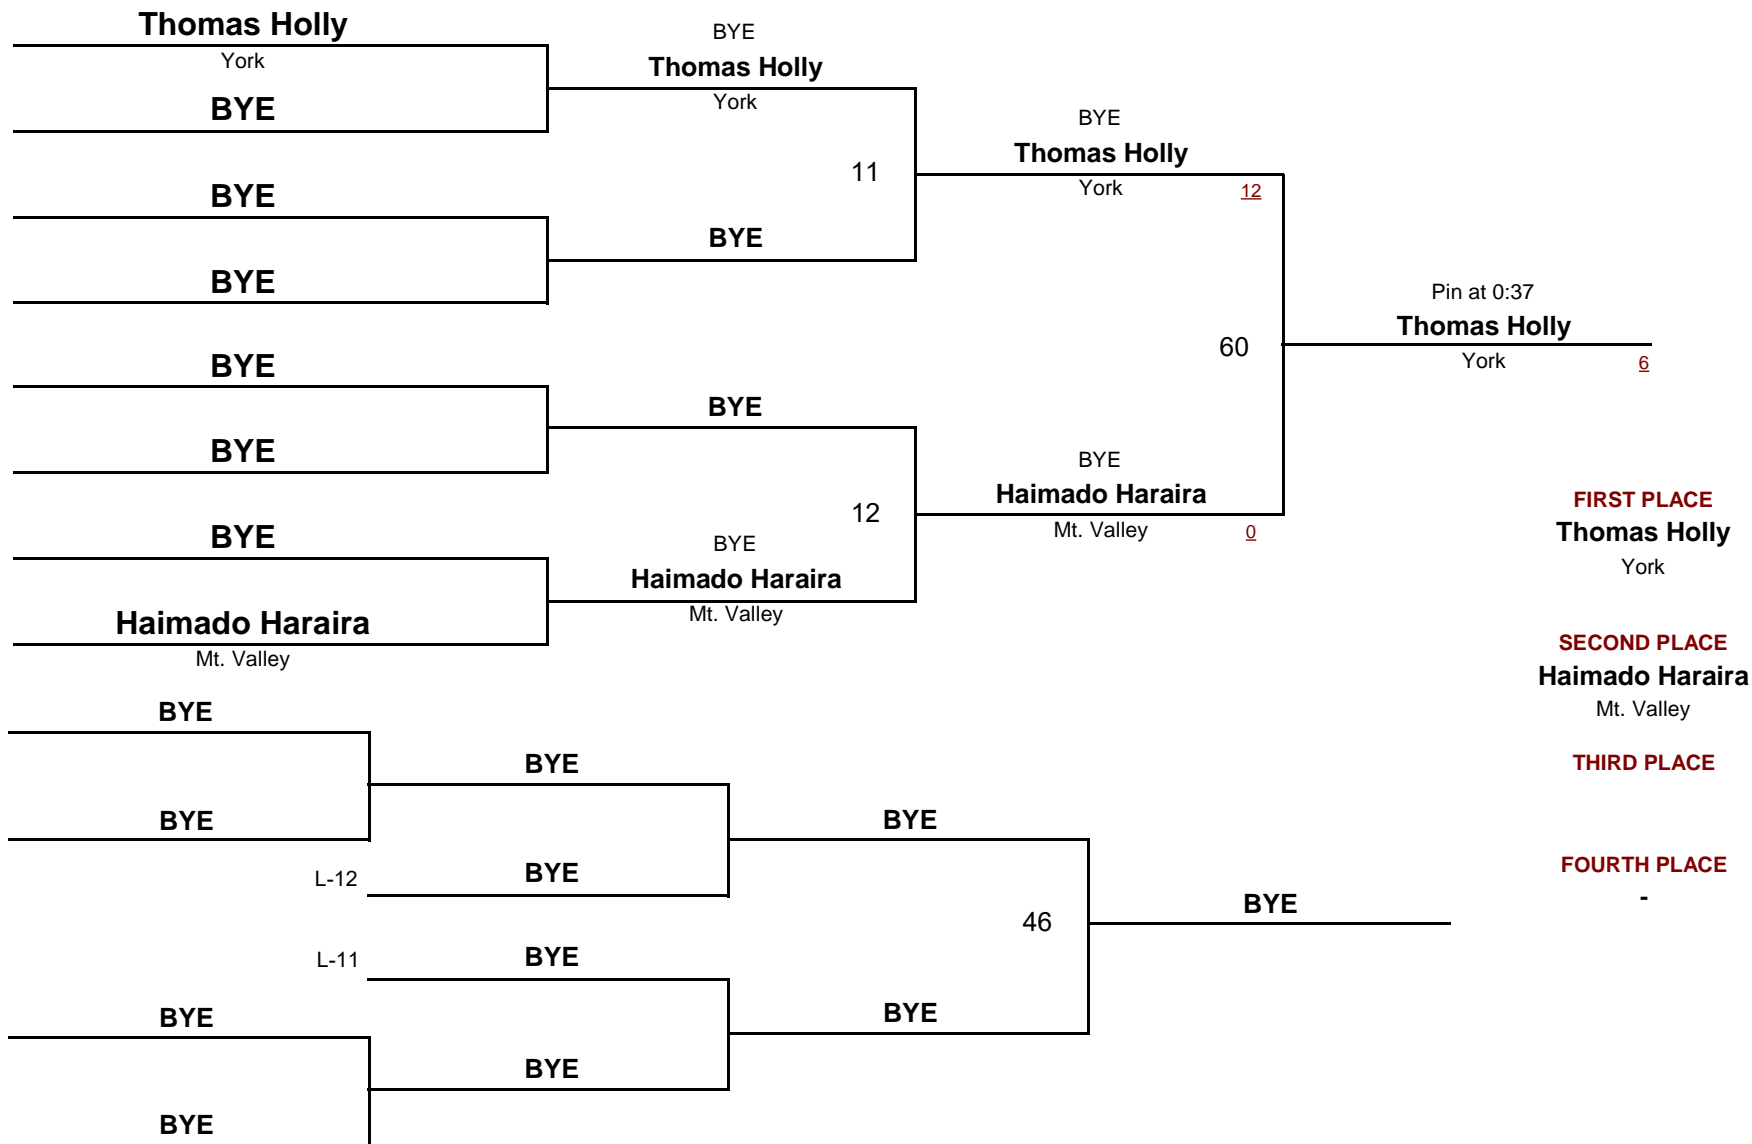 Thomas Holly
York
BYE
BYE
BYE
BYE
BYE
BYE
Haimado Haraira
Mt. Valley
BYE
Thomas Holly
York
11
BYE
BYE
12
BYE
Haimado Haraira
Mt. Valley
BYE
Thomas Holly
York
12
60
BYE
Haimado Haraira
Mt. Valley
0
Pin at 0:37
Thomas Holly
York
6
FIRST PLACE
Thomas Holly
York
SECOND PLACE
Haimado Haraira
Mt. Valley
THIRD PLACE
FOURTH PLACE
-
BYE
BYE
BYE
BYE
BYE
L-12
BYE
L-11
BYE
BYE
BYE
46
BYE
BYE